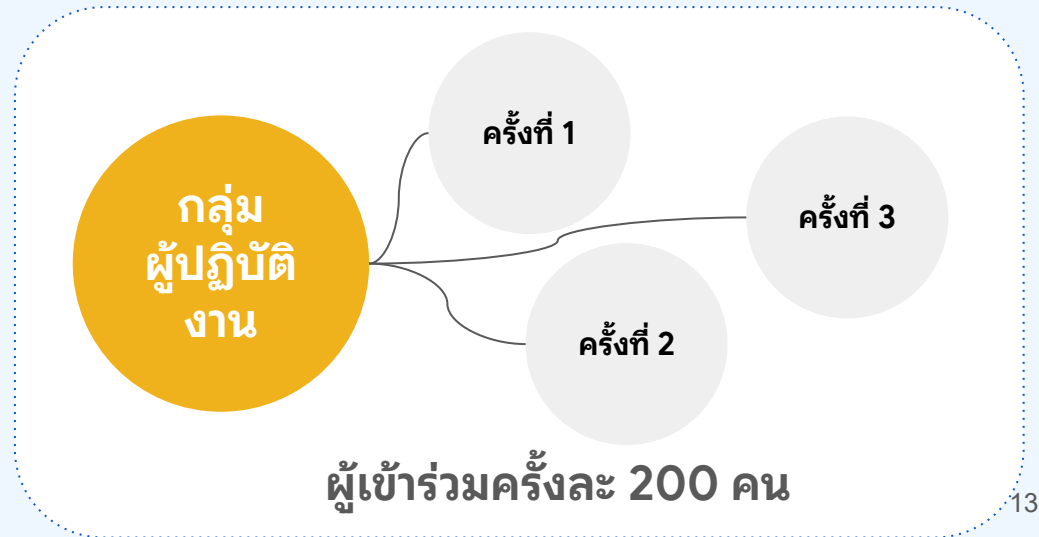 กลุ่ม
ผู้ปฏิบัติ
งาน
ครั้งที่ 1
ครั้งที่ 3
ครั้งที่ 2
ผู้เข้าร่วมครั้งละ 200 คน
13